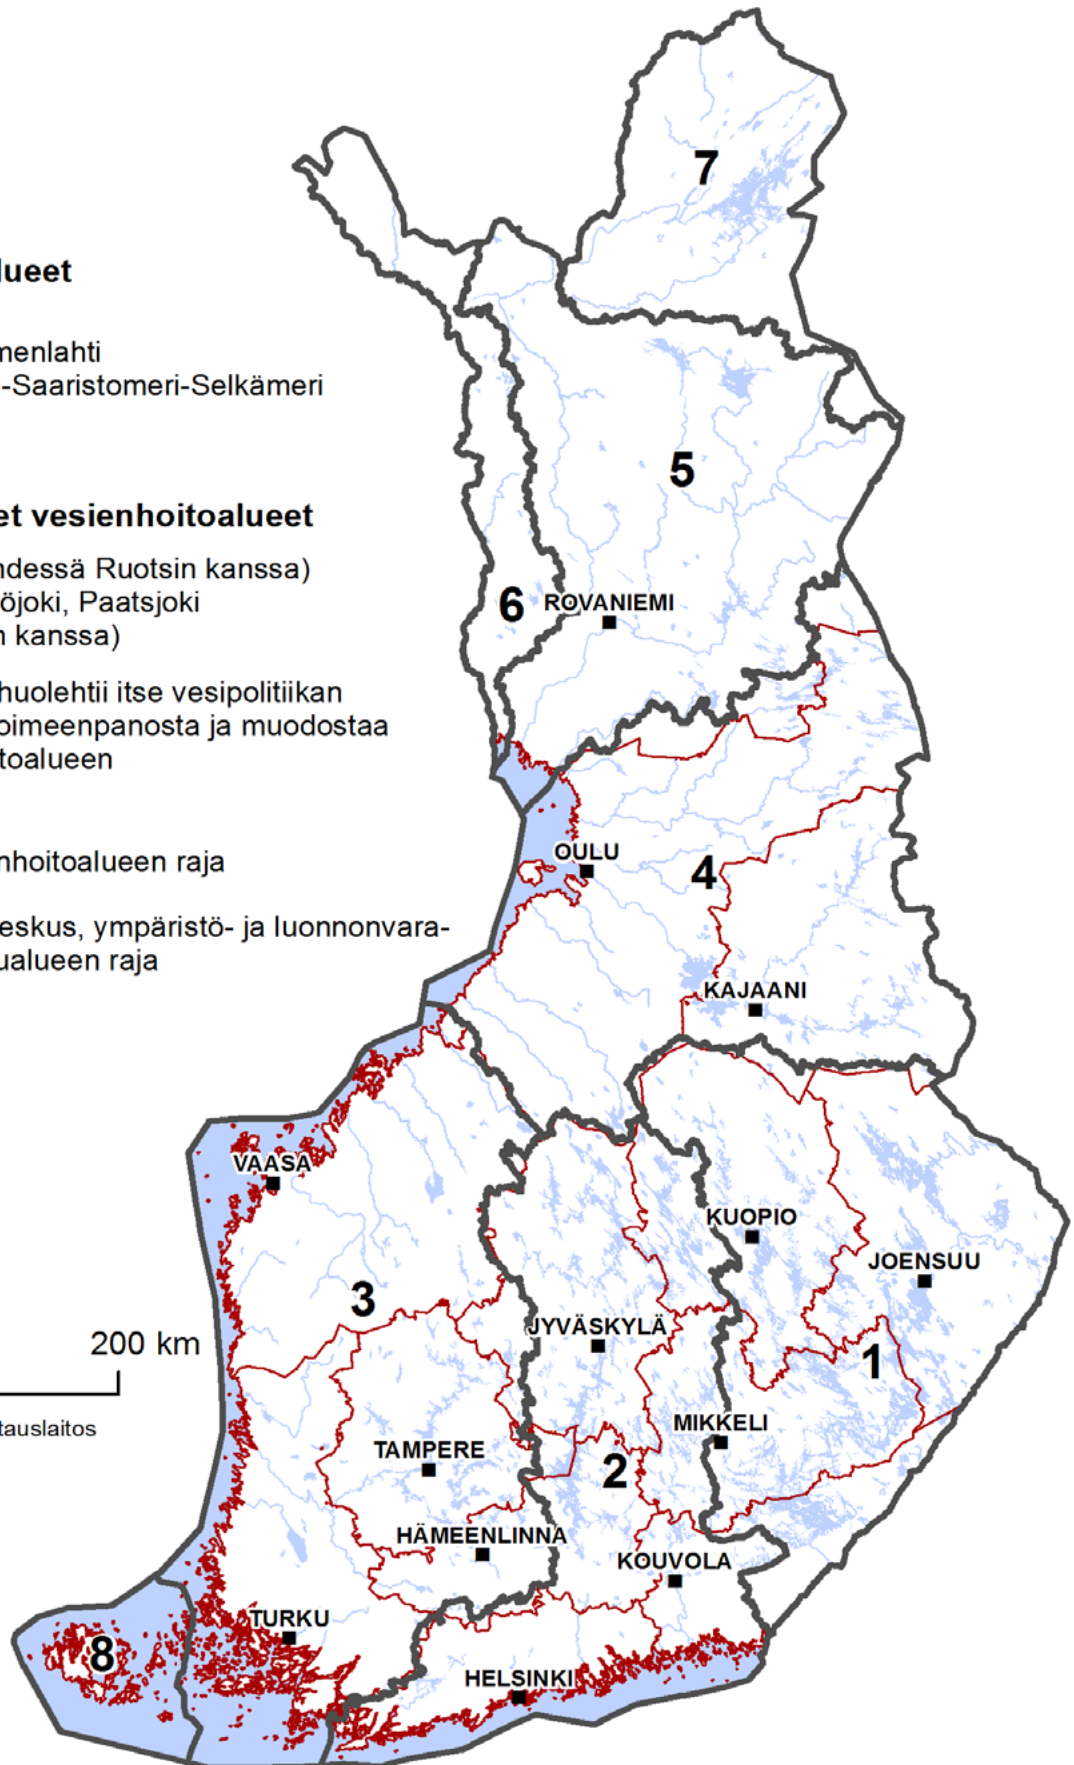 lueet
menlahti
-Saaristomeri-Selkämeri
et vesienhoitoalueet
hdessä Ruotsin kanssa)
öjoki, Paatsjoki
n kanssa)
huolehtii itse vesipolitiikan
oimeenpanosta ja muodostaa
toalueen
nhoitoalueen raja
eskus, ympäristö- ja luonnonvara-
ualueen raja
200 km
tauslaitos
7
5
6
ROVANIEMI
OULU
4
KAJAANI
VAASA
KUOPIO
JOENSUU
3
JYVÄSKYLÄ
1
MIKKELI
TAMPERE
2
HÄMEENLINNA
KOUVOLA
TURKU
8
HELSINKI